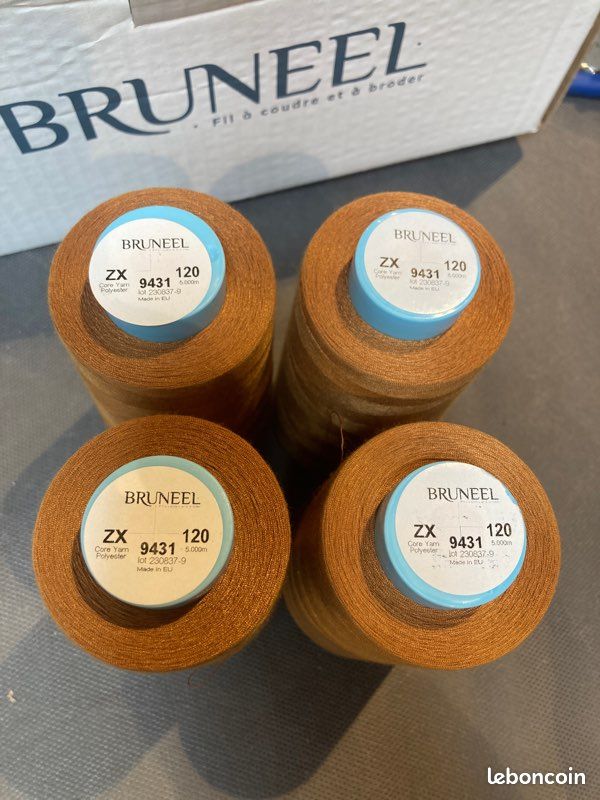 BRUNEEL
. Fil à coudre et à broder
BRUNEEL
ZX 9431 120
Core Yarn
Polyester
5.000m
lot 230837-9
Made in EU
BRUNEEL
ZX 9431 120
Core Yarn
Polyester
5.000m
lot 230837-9
Made in EU
BRUNEEL
ZX 9431 120
Core Yarn
Polyester
5.000m
lot 230837-9
Made in EU
BRUNEEL
ZX 9431 120
Core Yarn
Polyester
5.000m
lot 230837-9
Made in EU
leboncoin